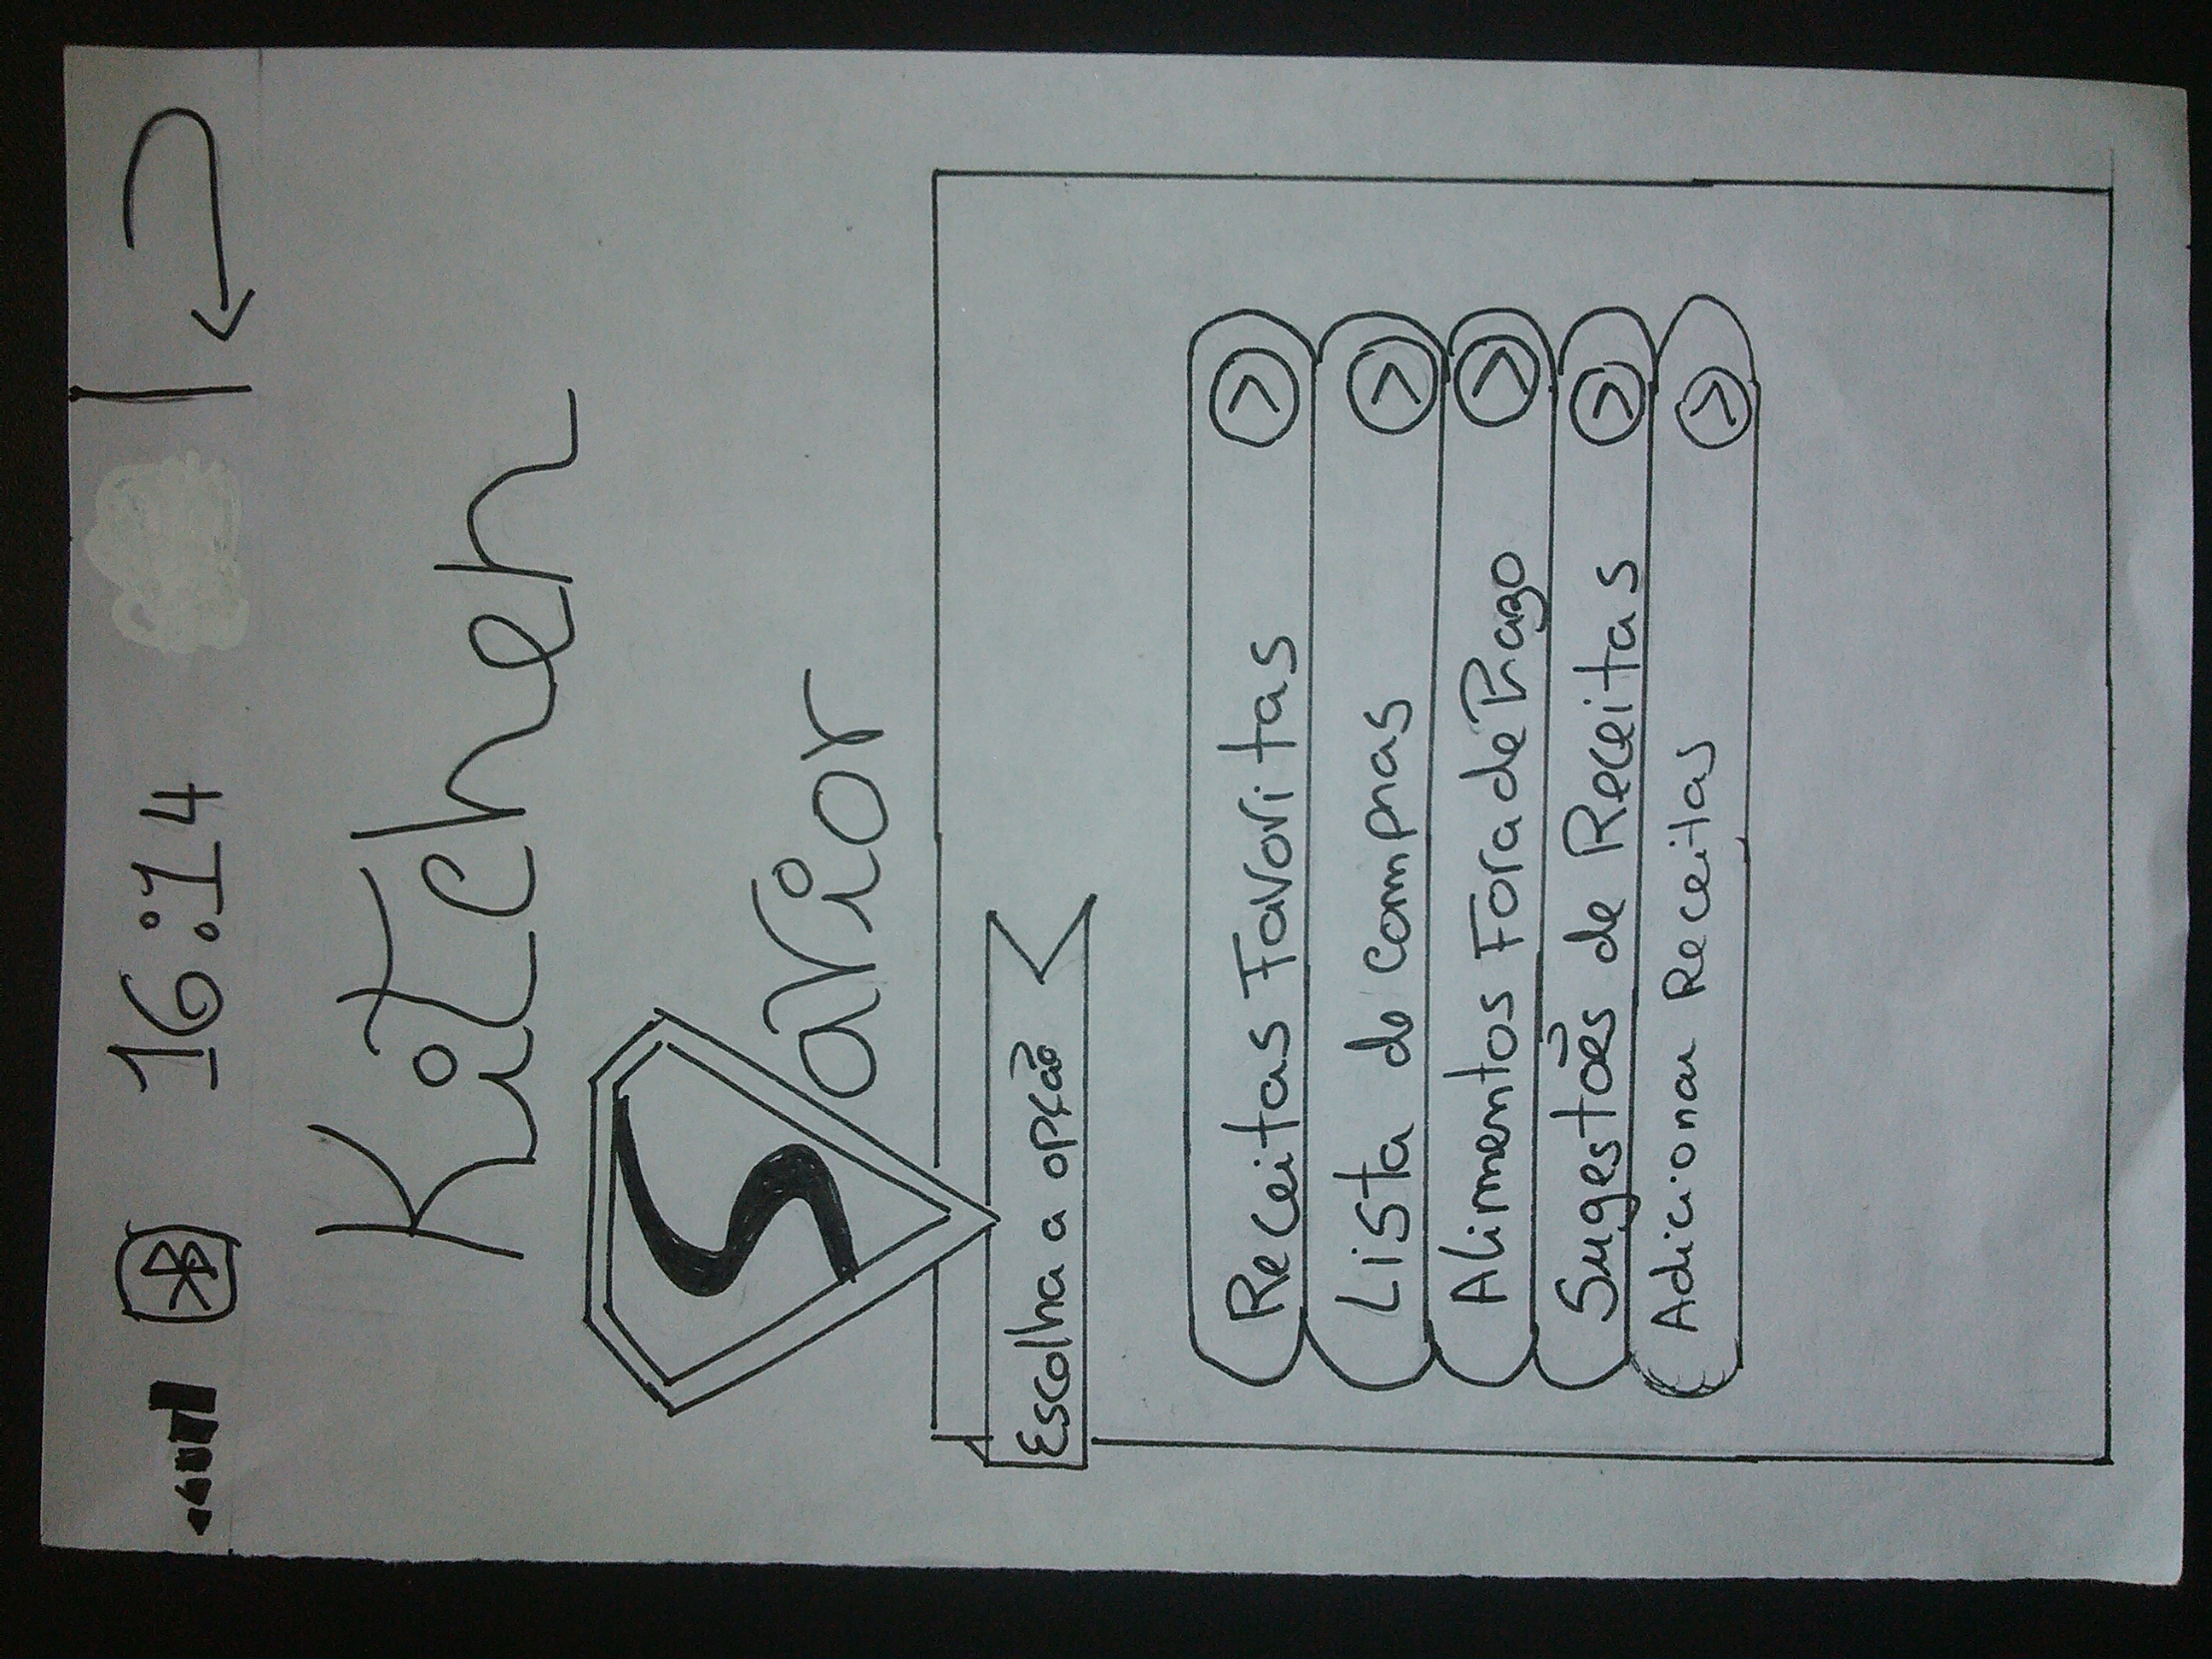 16:14
Kitchen
Savior
Escolha a opção
Receitas Favoritas
Lista de compras
Alimentos Fora de Prazo
Sugestões de Receitas
Adicionar Receitas